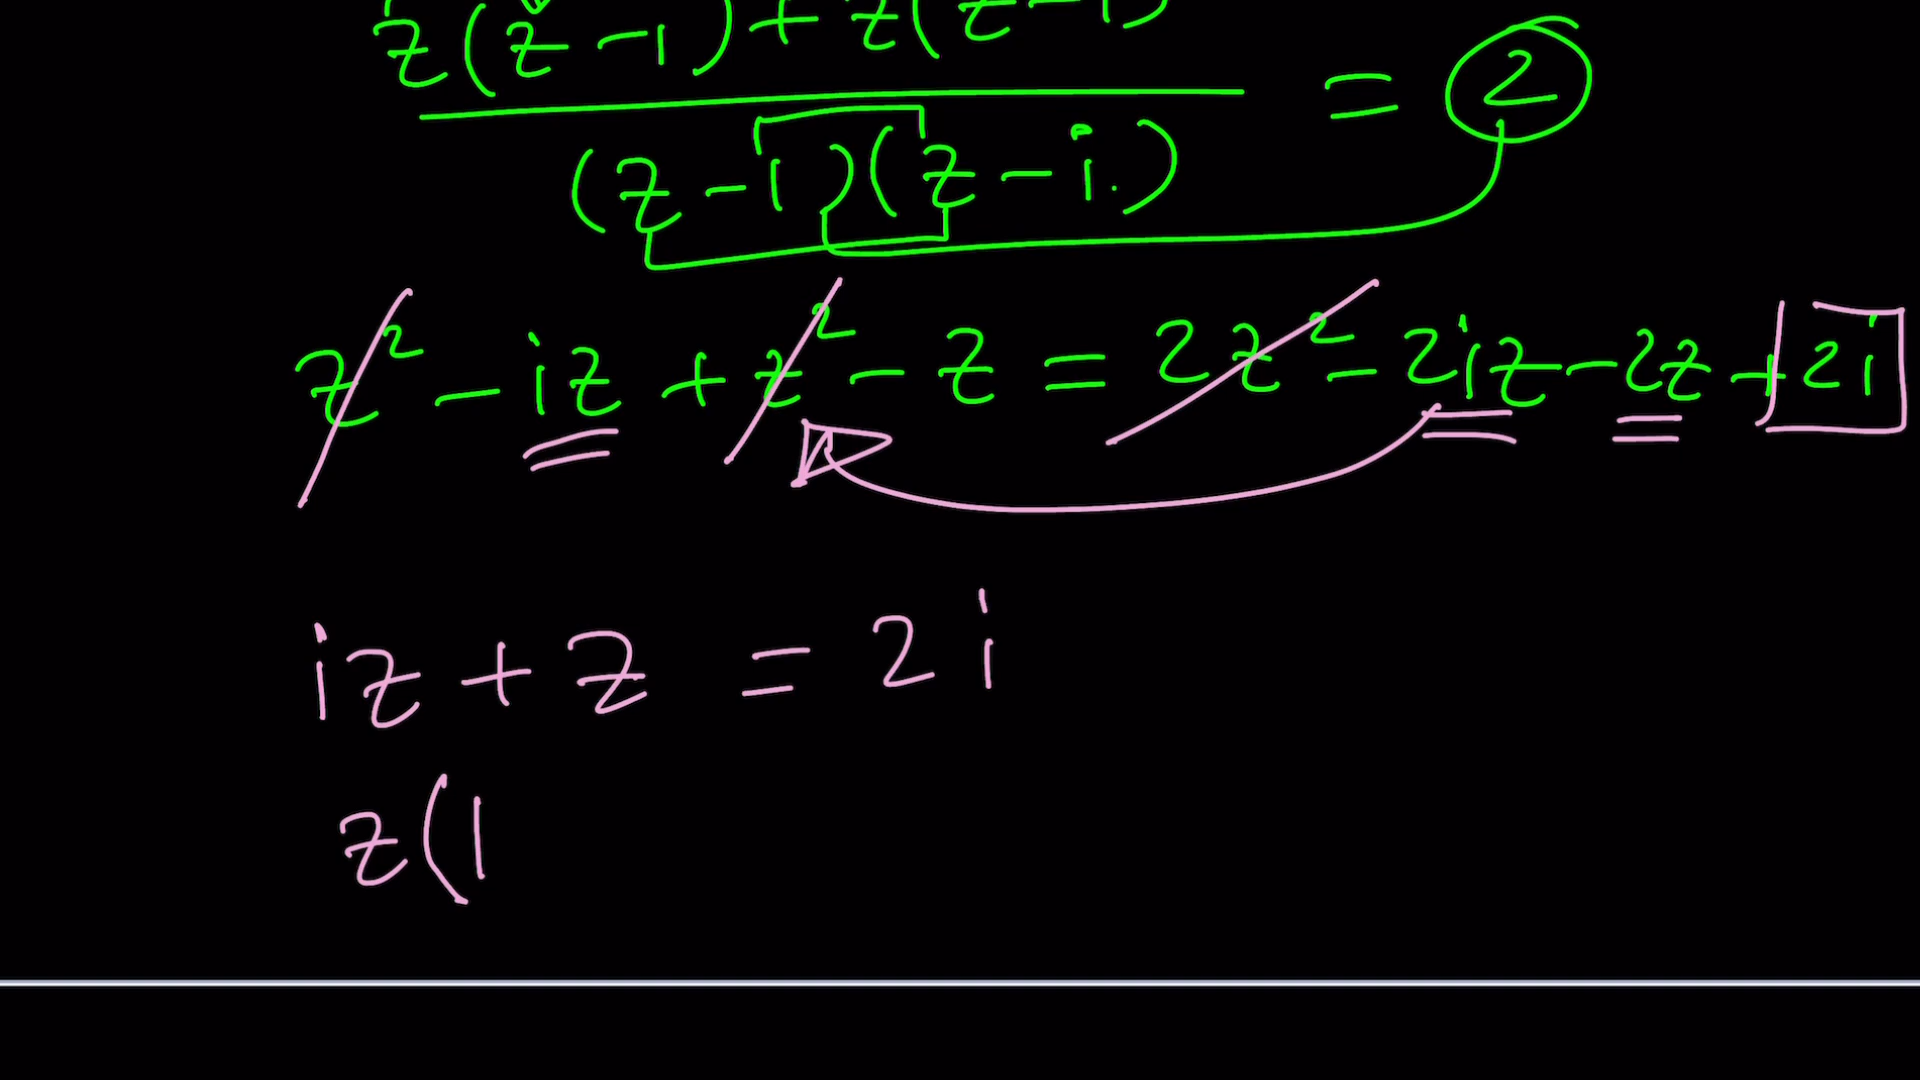 z(z-i)+z(z-1)
= 2
(z-1)(z-i)
z² - iz + z² - z = 2z² - 2iz - 2z + 2i
iz + z = 2i
z(1